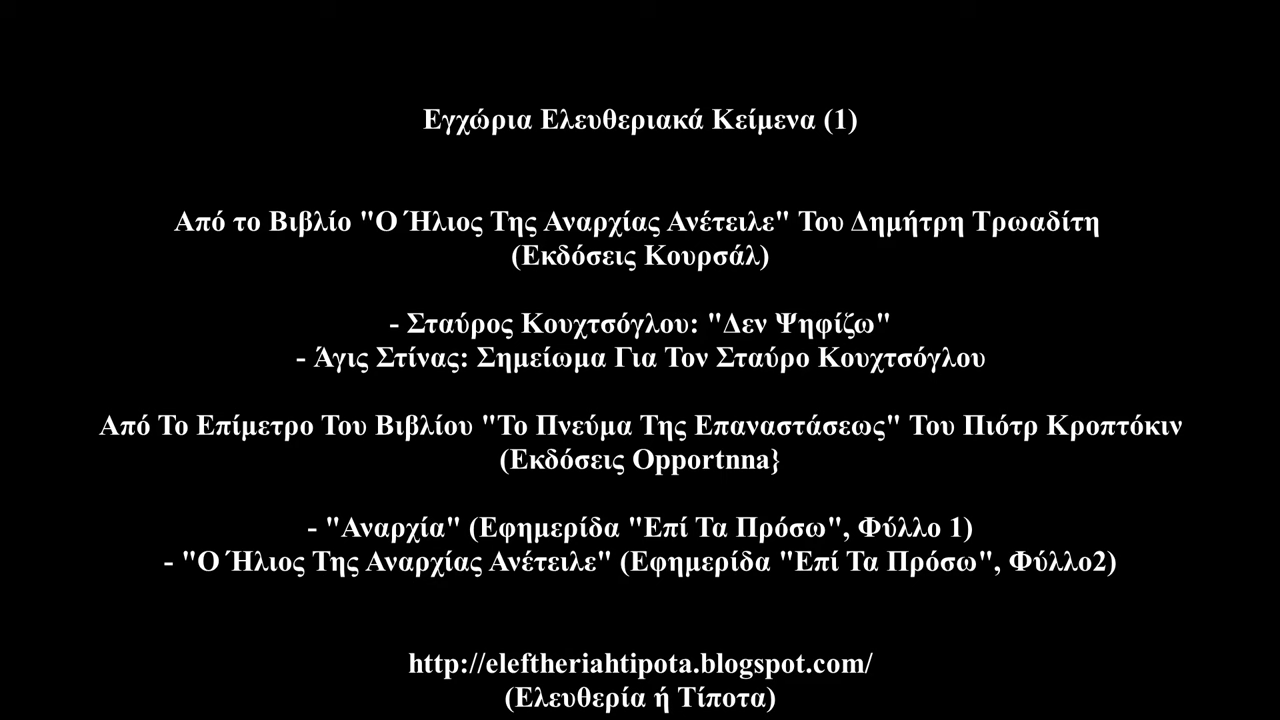 Εγχώρια Ελευθεριακά Κείμενα (1)
Από το Βιβλίο "Ο Ήλιος Της Αναρχίας Ανέτειλε" Του Δημήτρη Τρωαδίτη
(Εκδόσεις Κουρσάλ)
- Σταύρος Κουχτσόγλου: "Δεν Ψηφίζω"
- Άγις Στίνας: Σημείωμα Για Τον Σταύρο Κουχτσόγλου
Από Το Επίμετρο Του Βιβλίου "Το Πνεύμα Της Επαναστάσεως" Του Πιότρ Κροπτόκιν
(Εκδόσεις Opportnna}
- "Αναρχία" (Εφημερίδα "Επί Τα Πρόσω", Φύλλο 1)
- "Ο Ήλιος Της Αναρχίας Ανέτειλε" (Εφημερίδα "Επί Τα Πρόσω", Φύλλο2)
http://eleftheriahtipota.blogspot.com/
(Ελευθερία ή Τίποτα)